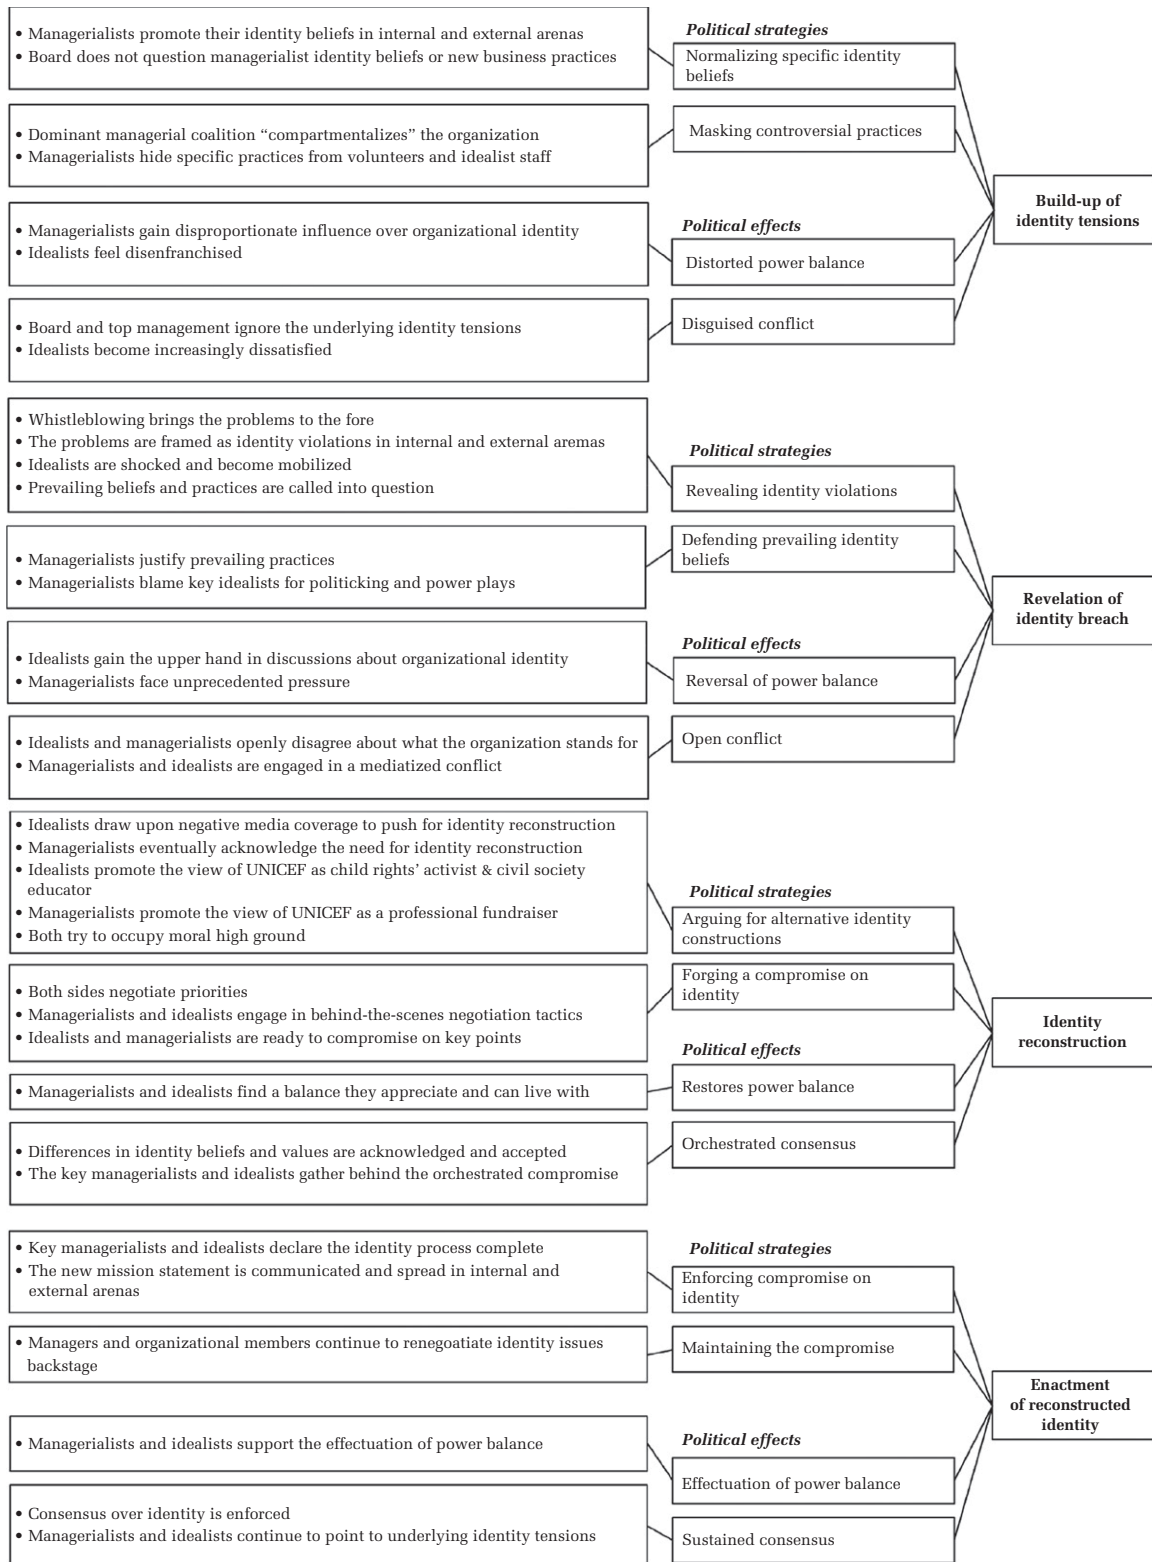 • Managerialists promote their identity beliefs in internal and external arenas
• Board does not question managerialist identity beliefs or new business practices
Political strategies
Normalizing specific identity
beliefs
• Dominant managerial coalition “compartmentalizes” the organization
• Managerialists hide specific practices from volunteers and idealist staff
Masking controversial practices
Build-up of
identity tensions
• Managerialists gain disproportionate influence over organizational identity
• Idealists feel disenfranchised
Political effects
Distorted power balance
• Board and top management ignore the underlying identity tensions
• Idealists become increasingly dissatisfied
Disguised conflict
• Whistleblowing brings the problems to the fore
• The problems are framed as identity violations in internal and external aremas
• Idealists are shocked and become mobilized
• Prevailing beliefs and practices are called into question
Political strategies
Revealing identity violations
• Managerialists justify prevailing practices
• Managerialists blame key idealists for politicking and power plays
Defending prevailing identity
beliefs
Revelation of
identity breach
• Idealists gain the upper hand in discussions about organizational identity
• Managerialists face unprecedented pressure
Political effects
Reversal of power balance
• Idealists and managerialists openly disagree about what the organization stands for
• Managerialists and idealists are engaged in a mediatized conflict
Open conflict
• Idealists draw upon negative media coverage to push for identity reconstruction
• Managerialists eventually acknowledge the need for identity reconstruction
• Idealists promote the view of UNICEF as child rights’ activist & civil society
educator
• Managerialists promote the view of UNICEF as a professional fundraiser
• Both try to occupy moral high ground
Political strategies
Arguing for alternative identity
constructions
• Both sides negotiate priorities
• Managerialists and idealists engage in behind-the-scenes negotiation tactics
• Idealists and managerialists are ready to compromise on key points
Forging a compromise on
identity
Identity
reconstruction
• Managerialists and idealists find a balance they appreciate and can live with
Political effects
Restores power balance
• Differences in identity beliefs and values are acknowledged and accepted
• The key managerialists and idealists gather behind the orchestrated compromise
Orchestrated consensus
• Key managerialists and idealists declare the identity process complete
• The new mission statement is communicated and spread in internal and
external arenas
Political strategies
Enforcing compromise on
identity
• Managers and organizational members continue to renegotiate identity issues
backstage
Maintaining the compromise
Enactment
of reconstructed
identity
• Managerialists and idealists support the effectuation of power balance
Political effects
Effectuation of power balance
• Consensus over identity is enforced
• Managerialists and idealists continue to point to underlying identity tensions
Sustained consensus